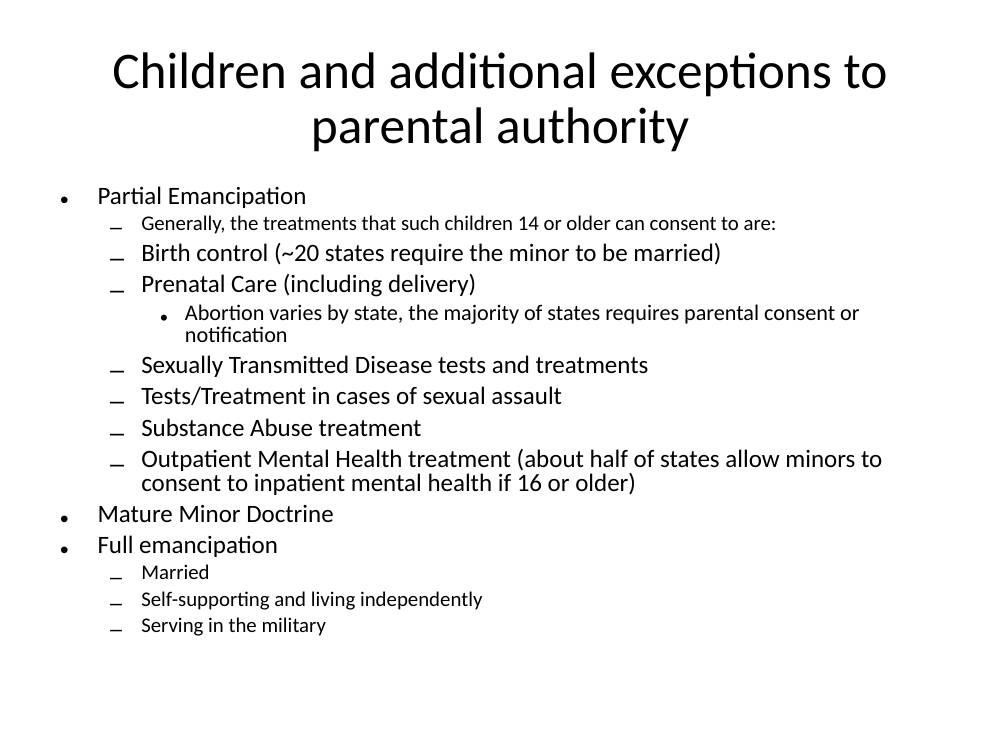 Children and additional exceptions to
parental authority
• Partial Emancipation
– Generally, the treatments that such children 14 or older can consent to are:
– Birth control (~20 states require the minor to be married)
– Prenatal Care (including delivery)
• Abortion varies by state, the majority of states requires parental consent or
notification
– Sexually Transmitted Disease tests and treatments
– Tests/Treatment in cases of sexual assault
– Substance Abuse treatment
– Outpatient Mental Health treatment (about half of states allow minors to
consent to inpatient mental health if 16 or older)
• Mature Minor Doctrine
• Full emancipation
– Married
– Self-supporting and living independently
– Serving in the military